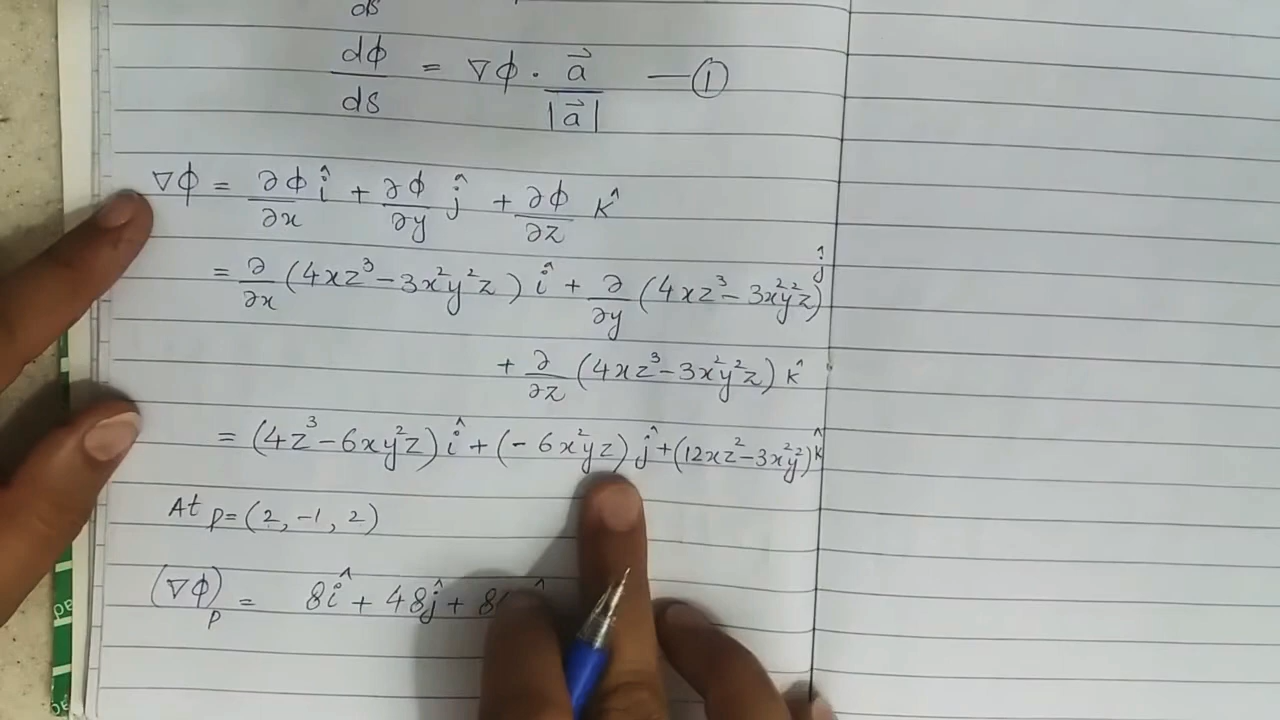 ds
dϕ/ds = ∇ϕ · a⃗/|a⃗| —①
∇ϕ = ∂ϕ/∂x î + ∂ϕ/∂y ĵ + ∂ϕ/∂z k̂
= ∂/∂x (4xz³ - 3x²y²z) î + ∂/∂y (4xz³ - 3x²y²z) ĵ
+ ∂/∂z (4xz³ - 3x²y²z) k̂
= (4z³ - 6xy²z) î + (- 6x²yz) ĵ + (12xz² - 3x²y²) k̂
At p = (2, -1, 2)
(∇ϕ)p = 8î + 48ĵ + 8